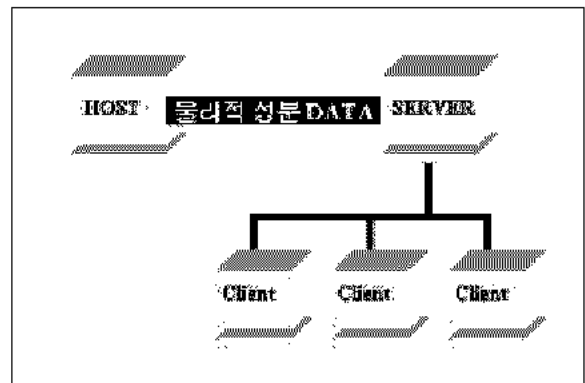 HOST 물리적 성분 DATA SERVER
Client Client Client